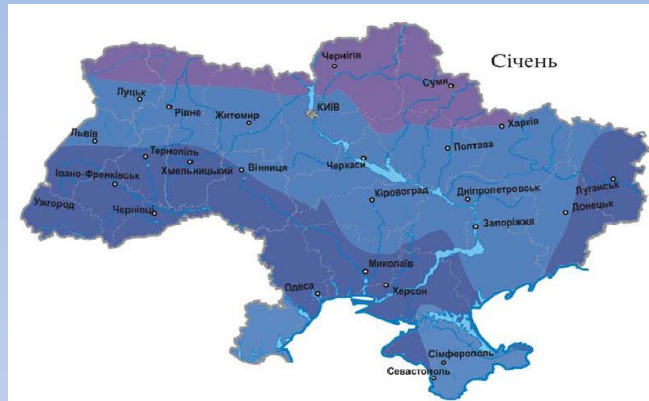 Січень
Чернігів
Суми
Луцьк
Рівне
Житомир
КИЇВ
Харків
Львів
Тернопіль
Хмельницький
Вінниця
Черкаси
Полтава
Івано-Франківськ
Ужгород
Чернівці
Кіровоград
Дніпропетровськ
Луганськ
Донецьк
Запоріжжя
Миколаїв
Одеса
Херсон
Сімферополь
Севастополь